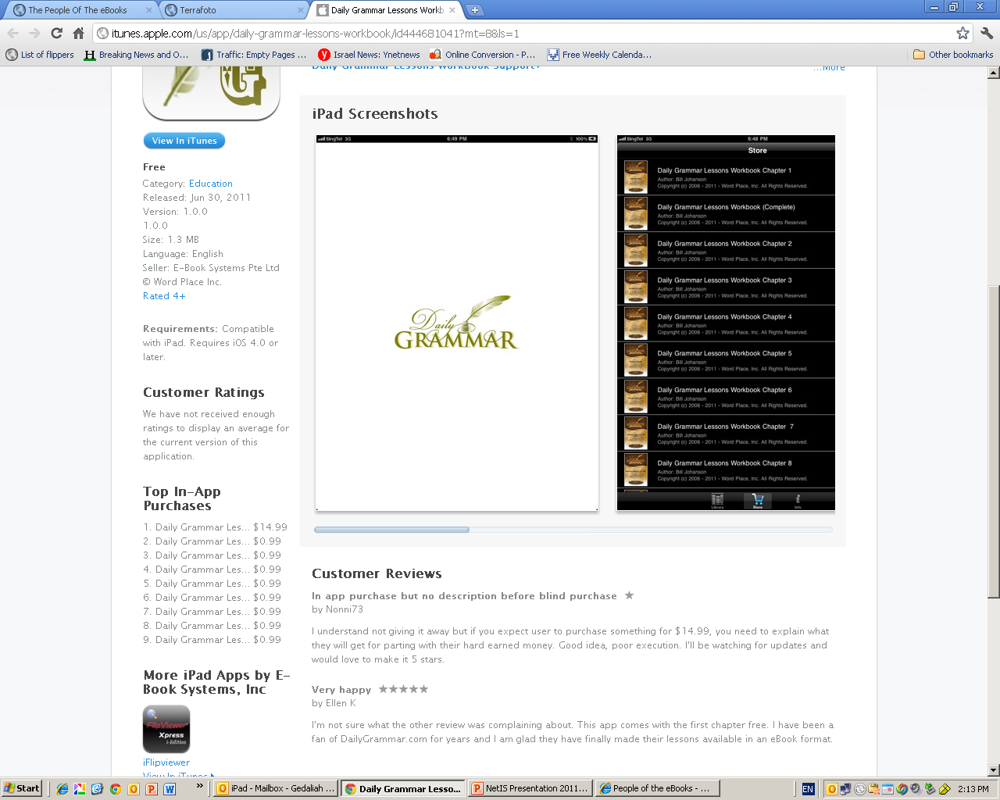 The People Of The eBooks
Terrafoto
Daily Grammar Lessons Workb
itunes.apple.com/us/app/daily-grammar-lessons-workbook/id444681041?mt=8&ls=1
List of flippers
Breaking News and O...
Traffic: Empty Pages ...
Israel News: Ynetnews
Online Conversion - P...
Free Weekly Calenda...
Other bookmarks
Daily Grammar Lessons Workbook Support
...More
G
View In iTunes
Free
Category: Education
Released: Jun 30, 2011
Version: 1.0.0
1.0.0
Size: 1.3 MB
Language: English
Seller: E-Book Systems Pte Ltd
© Word Place Inc.
Rated 4+
Requirements: Compatible
with iPad. Requires iOS 4.0 or
later.
Customer Ratings
We have not received enough
ratings to display an average for
the current version of this
application.
Top In-App
Purchases
1. Daily Grammar Les... $14.99
2. Daily Grammar Les... $0.99
3. Daily Grammar Les... $0.99
4. Daily Grammar Les... $0.99
5. Daily Grammar Les... $0.99
6. Daily Grammar Les... $0.99
7. Daily Grammar Les... $0.99
8. Daily Grammar Les... $0.99
9. Daily Grammar Les... $0.99
More iPad Apps by E-
Book Systems, Inc
FlipViewer
Xpress
i-Edition
iFlipviewer
View In iTunes
iPad Screenshots
SingTel 3G 6:49 PM 100%
Daily
GRAMMAR
SingTel 3G 6:48 PM
Store
Daily Grammar Lessons Workbook Chapter 1
Author: Bill Johanson
Copyright (c) 2006 - 2011 - Word Place, Inc. All Rights Reserved.
Daily Grammar Lessons Workbook (Complete)
Author: Bill Johanson
Copyright (c) 2006 - 2011 - Word Place, Inc. All Rights Reserved.
Daily Grammar Lessons Workbook Chapter 2
Author: Bill Johanson
Copyright (c) 2006 - 2011 - Word Place, Inc. All Rights Reserved.
Daily Grammar Lessons Workbook Chapter 3
Author: Bill Johanson
Copyright (c) 2006 - 2011 - Word Place, Inc. All Rights Reserved.
Daily Grammar Lessons Workbook Chapter 4
Author: Bill Johanson
Copyright (c) 2006 - 2011 - Word Place, Inc. All Rights Reserved.
Daily Grammar Lessons Workbook Chapter 5
Author: Bill Johanson
Copyright (c) 2006 - 2011 - Word Place, Inc. All Rights Reserved.
Daily Grammar Lessons Workbook Chapter 6
Author: Bill Johanson
Copyright (c) 2006 - 2011 - Word Place, Inc. All Rights Reserved.
Daily Grammar Lessons Workbook Chapter 7
Author: Bill Johanson
Copyright (c) 2006 - 2011 - Word Place, Inc. All Rights Reserved.
Daily Grammar Lessons Workbook Chapter 8
Author: Bill Johanson
Copyright (c) 2006 - 2011 - Word Place, Inc. All Rights Reserved.
Library Store Info
Customer Reviews
In app purchase but no description before blind purchase
by Nonni73
I understand not giving it away but if you expect user to purchase something for $14.99, you need to explain what
they will get for parting with their hard earned money. Good idea, poor execution. I'll be watching for updates and
would love to make it 5 stars.
Very happy
by Ellen K
I'm not sure what the other review was complaining about. This app comes with the first chapter free. I have been a
fan of DailyGrammar.com for years and I am glad they have finally made their lessons available in an eBook format.
Start
iPad - Mailbox - Gedaliah ...
Daily Grammar Lesso...
NetIS Presentation 2011...
People of the eBooks - ...
EN
2:13 PM